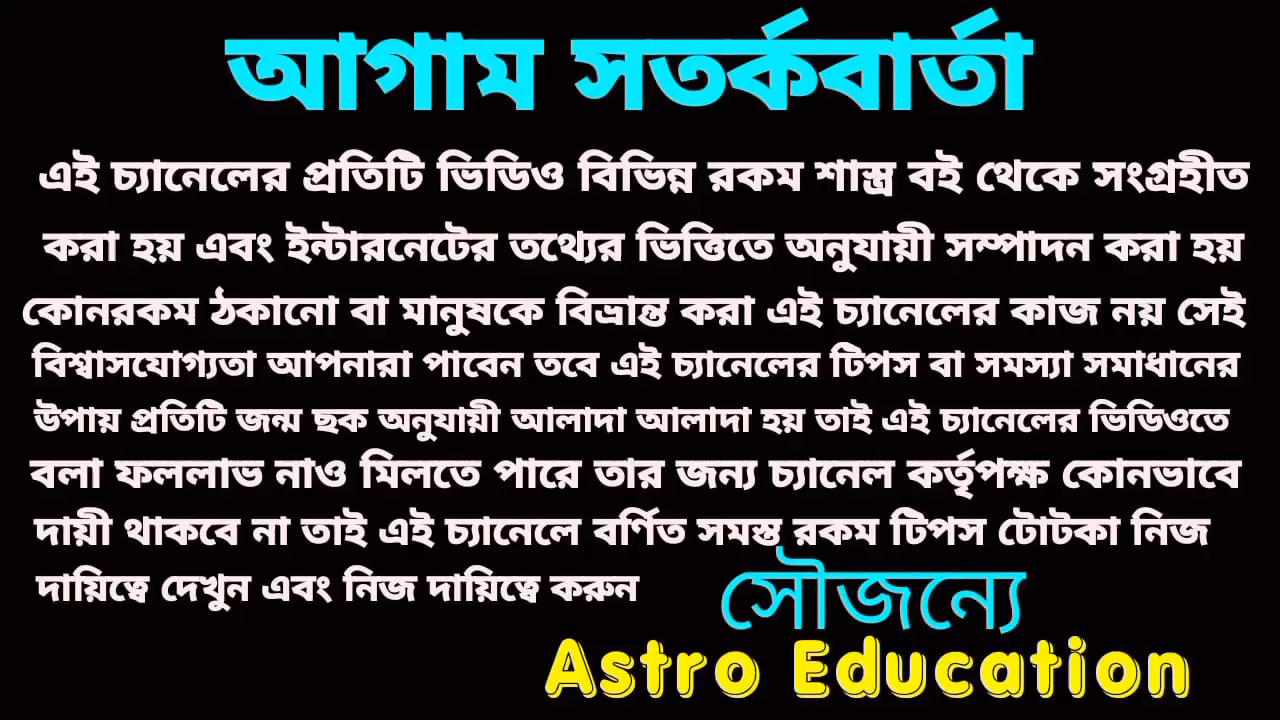 আগাম সতর্কবার্তা
এই চ্যানেলের প্রতিটি ভিডিও বিভিন্ন রকম শাস্ত্র বই থেকে সংগ্রহীত
করা হয় এবং ইন্টারনেটের তথ্যের ভিত্তিতে অনুযায়ী সম্পাদন করা হয়
কোনরকম ঠকানো বা মানুষকে বিভ্রান্ত করা এই চ্যানেলের কাজ নয় সেই
বিশ্বাসযোগ্যতা আপনারা পাবেন তবে এই চ্যানেলের টিপস বা সমস্যা সমাধানের
উপায় প্রতিটি জন্ম ছক অনুযায়ী আলাদা আলাদা হয় তাই এই চ্যানেলের ভিডিওতে
বলা ফললাভ নাও মিলতে পারে তার জন্য চ্যানেল কর্তৃপক্ষ কোনভাবে
দায়ী থাকবে না তাই এই চ্যানেলে বর্ণিত সমস্ত রকম টিপস টোটকা নিজ
দায়িত্বে দেখুন এবং নিজ দায়িত্বে করুন
সৌজন্যে
Astro Education